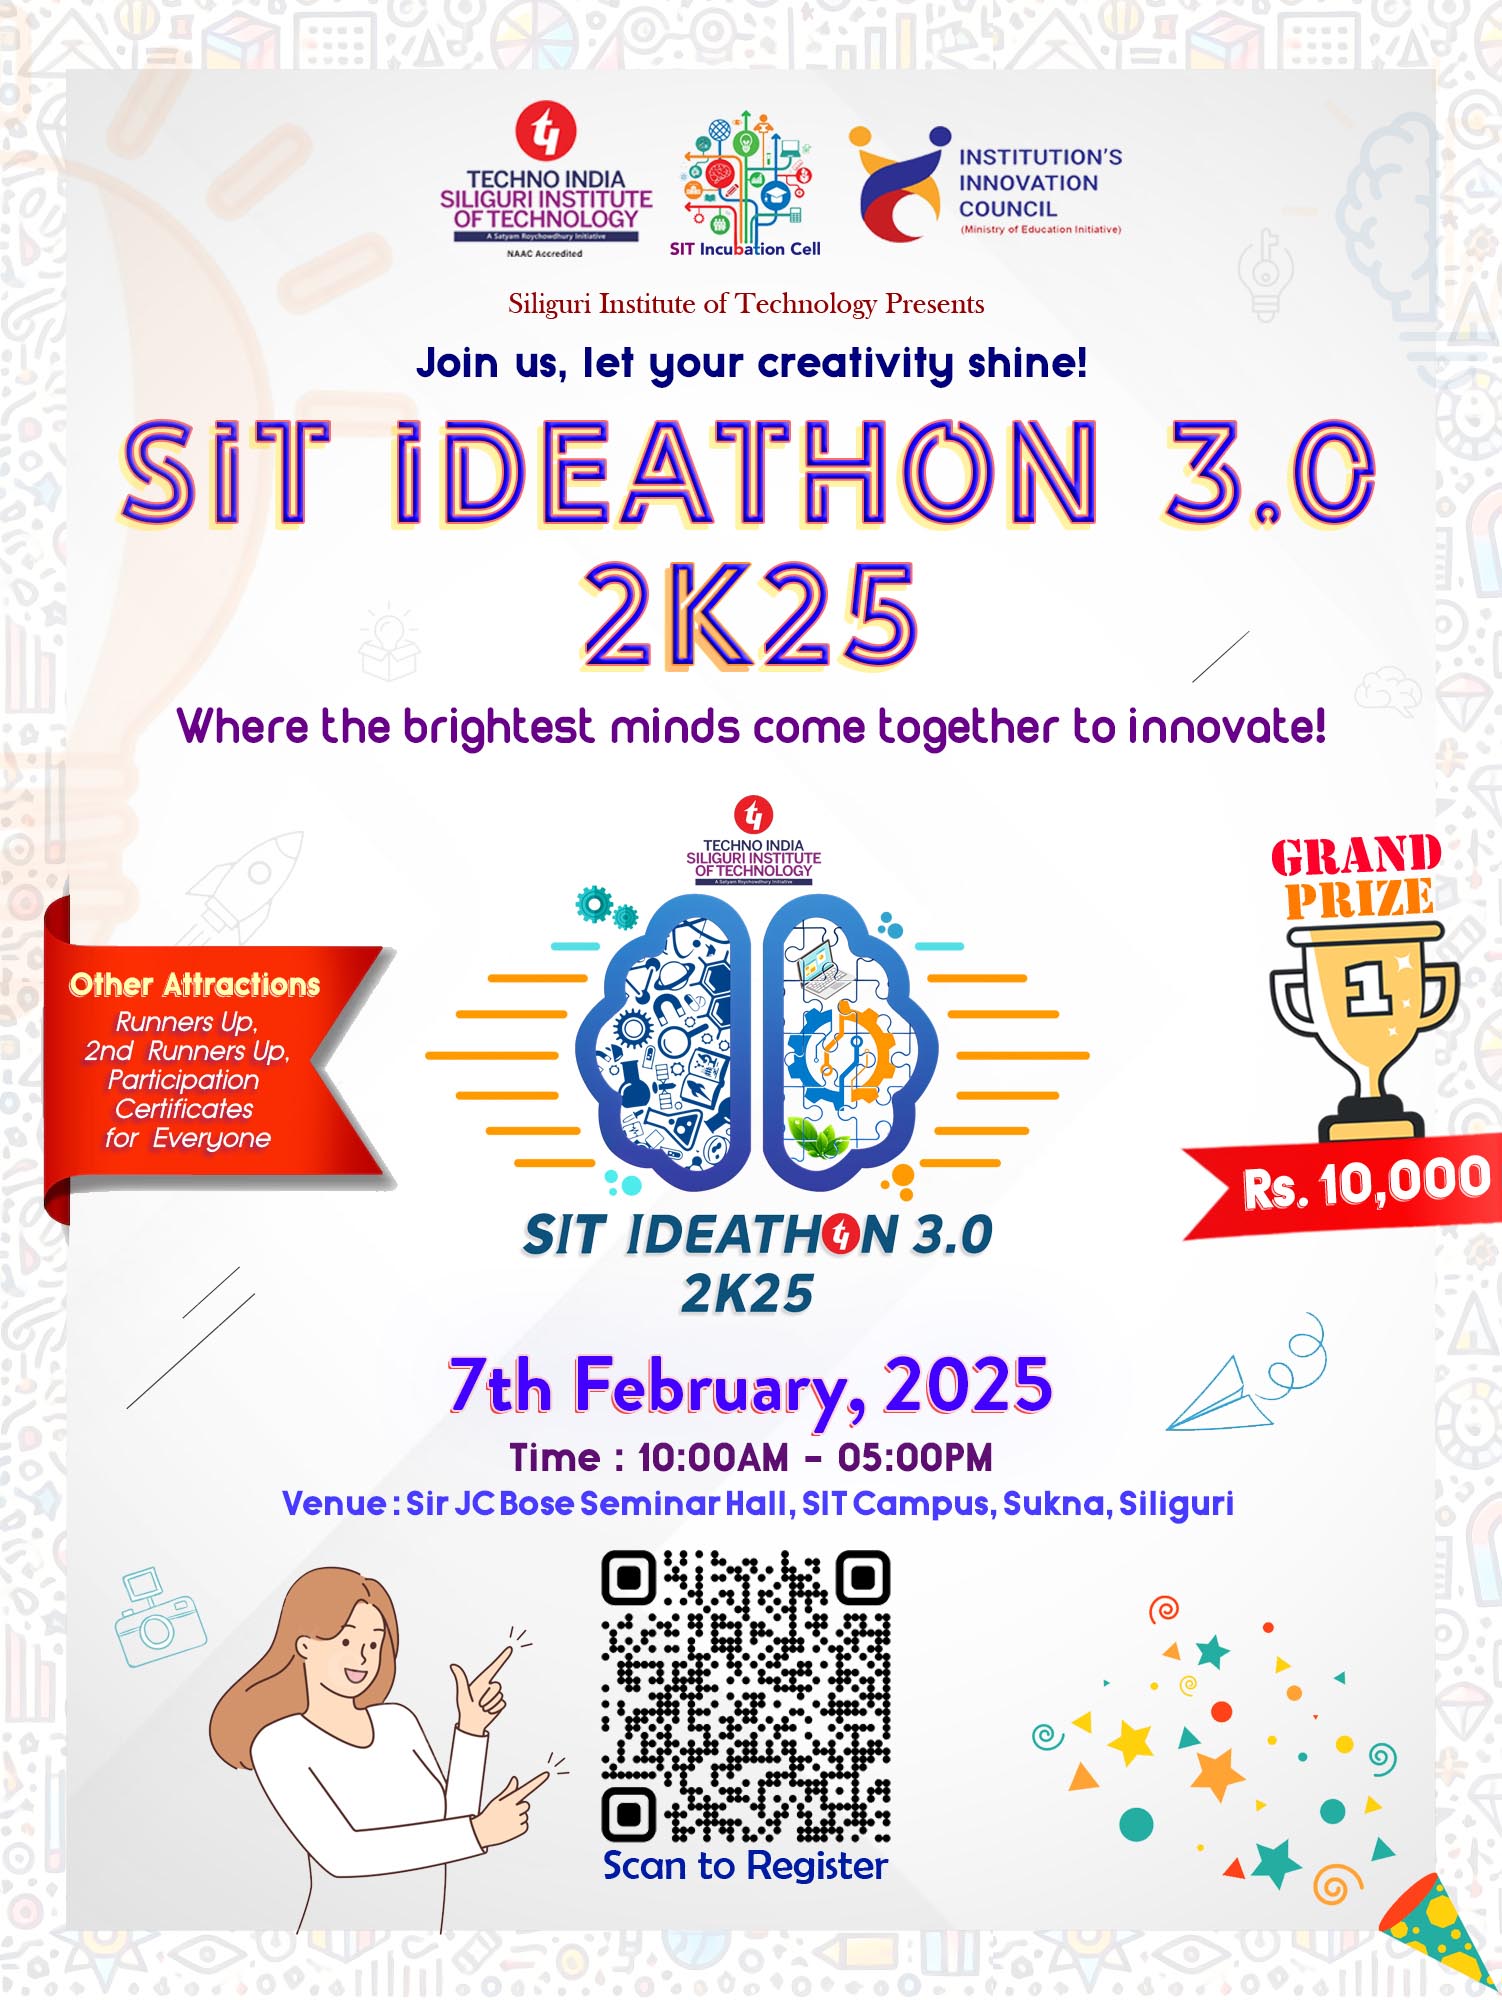 TECHNO INDIA
SILIGURI INSTITUTE
OF TECHNOLOGY
A Satyam Roychowdhury Initiative
NAAC Accredited
SIT Incubation Cell
INSTITUTION'S
INNOVATION
COUNCIL
(Ministry of Education Initiative)
Siliguri Institute of Technology Presents
Join us, let your creativity shine!
SiT iDEATHON 3.0
2K25
Where the brightest minds come together to innovate!
TECHNO INDIA
SILIGURI INSTITUTE
OF TECHNOLOGY
A Satyam Roychowdhury Initiative
GRAND
PRIZE
1
Rs. 10,000
Other Attractions
Runners Up,
2nd Runners Up,
Participation
Certificates
for Everyone
SIT IDEATHON 3.0
2K25
7th February, 2025
Time : 10:00AM - 05:00PM
Venue : Sir JC Bose Seminar Hall, SIT Campus, Sukna, Siliguri
Scan to Register